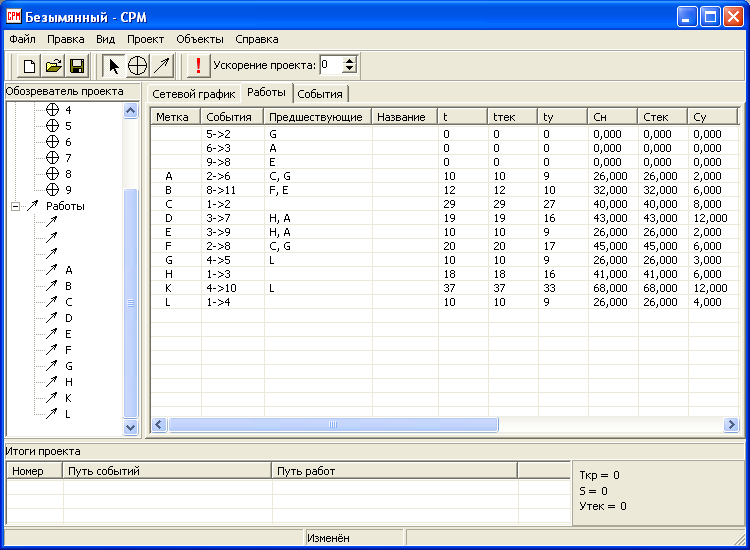 CPM Безымянный - CPM
Файл Правка Вид Проект Объекты Справка
! Ускорение проекта: 0
Обозреватель проекта
4
5
6
7
8
9
Работы
A
B
C
D
E
F
G
H
K
L
Сетевой график Работы События
Метка События Предшествующие Название t tтек tу Cн Cтек Cу
5->2 G 0 0 0 0,000 0,000 0,000
6->3 A 0 0 0 0,000 0,000 0,000
9->8 E 0 0 0 0,000 0,000 0,000
A 2->6 C, G 10 10 9 26,000 26,000 2,000
B 8->11 F, E 12 12 10 32,000 32,000 6,000
C 1->2 29 29 27 40,000 40,000 8,000
D 3->7 H, A 19 19 16 43,000 43,000 12,000
E 3->9 H, A 10 10 9 26,000 26,000 2,000
F 2->8 C, G 20 20 17 45,000 45,000 6,000
G 4->5 L 10 10 9 26,000 26,000 3,000
H 1->3 18 18 16 41,000 41,000 6,000
K 4->10 L 37 37 33 68,000 68,000 12,000
L 1->4 10 10 9 26,000 26,000 4,000
Итоги проекта
Номер Путь событий Путь работ
Tкр = 0
S = 0
Утек = 0
Изменён